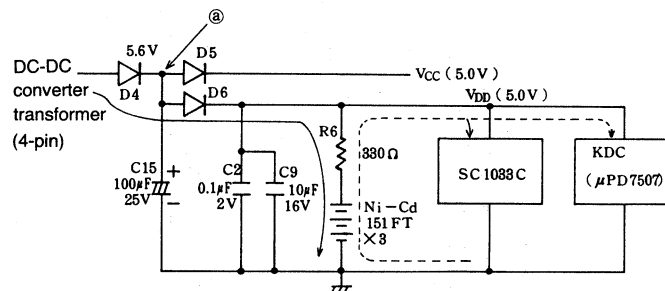 ⓐ
5.6V
D5
DC-DC
converter
transformer
(4-pin)
D4
VCC (5.0V)
D6
VDD (5.0V)
R6
330Ω
C15
100μF
25V
+
−
C2
0.1μF
2V
C9
10μF
16V
Ni-Cd
151FT
×3
SC1033C
KDC
(μPD7507)